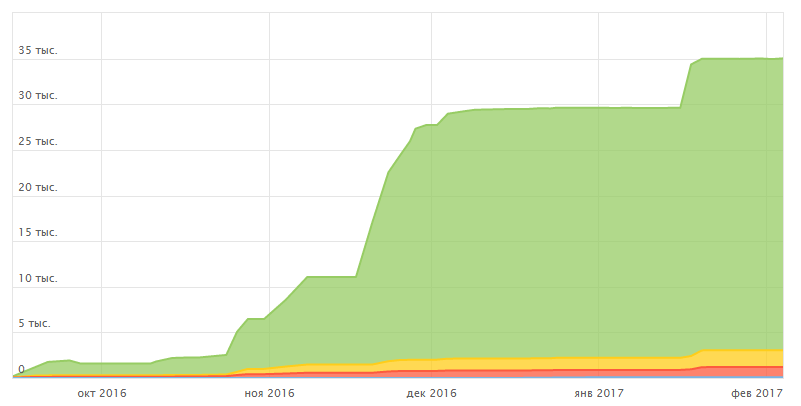 35 тыс.
30 тыс.
25 тыс.
20 тыс.
15 тыс.
10 тыс.
5 тыс.
0
окт 2016 ноя 2016 дек 2016 янв 2017 фев 2017